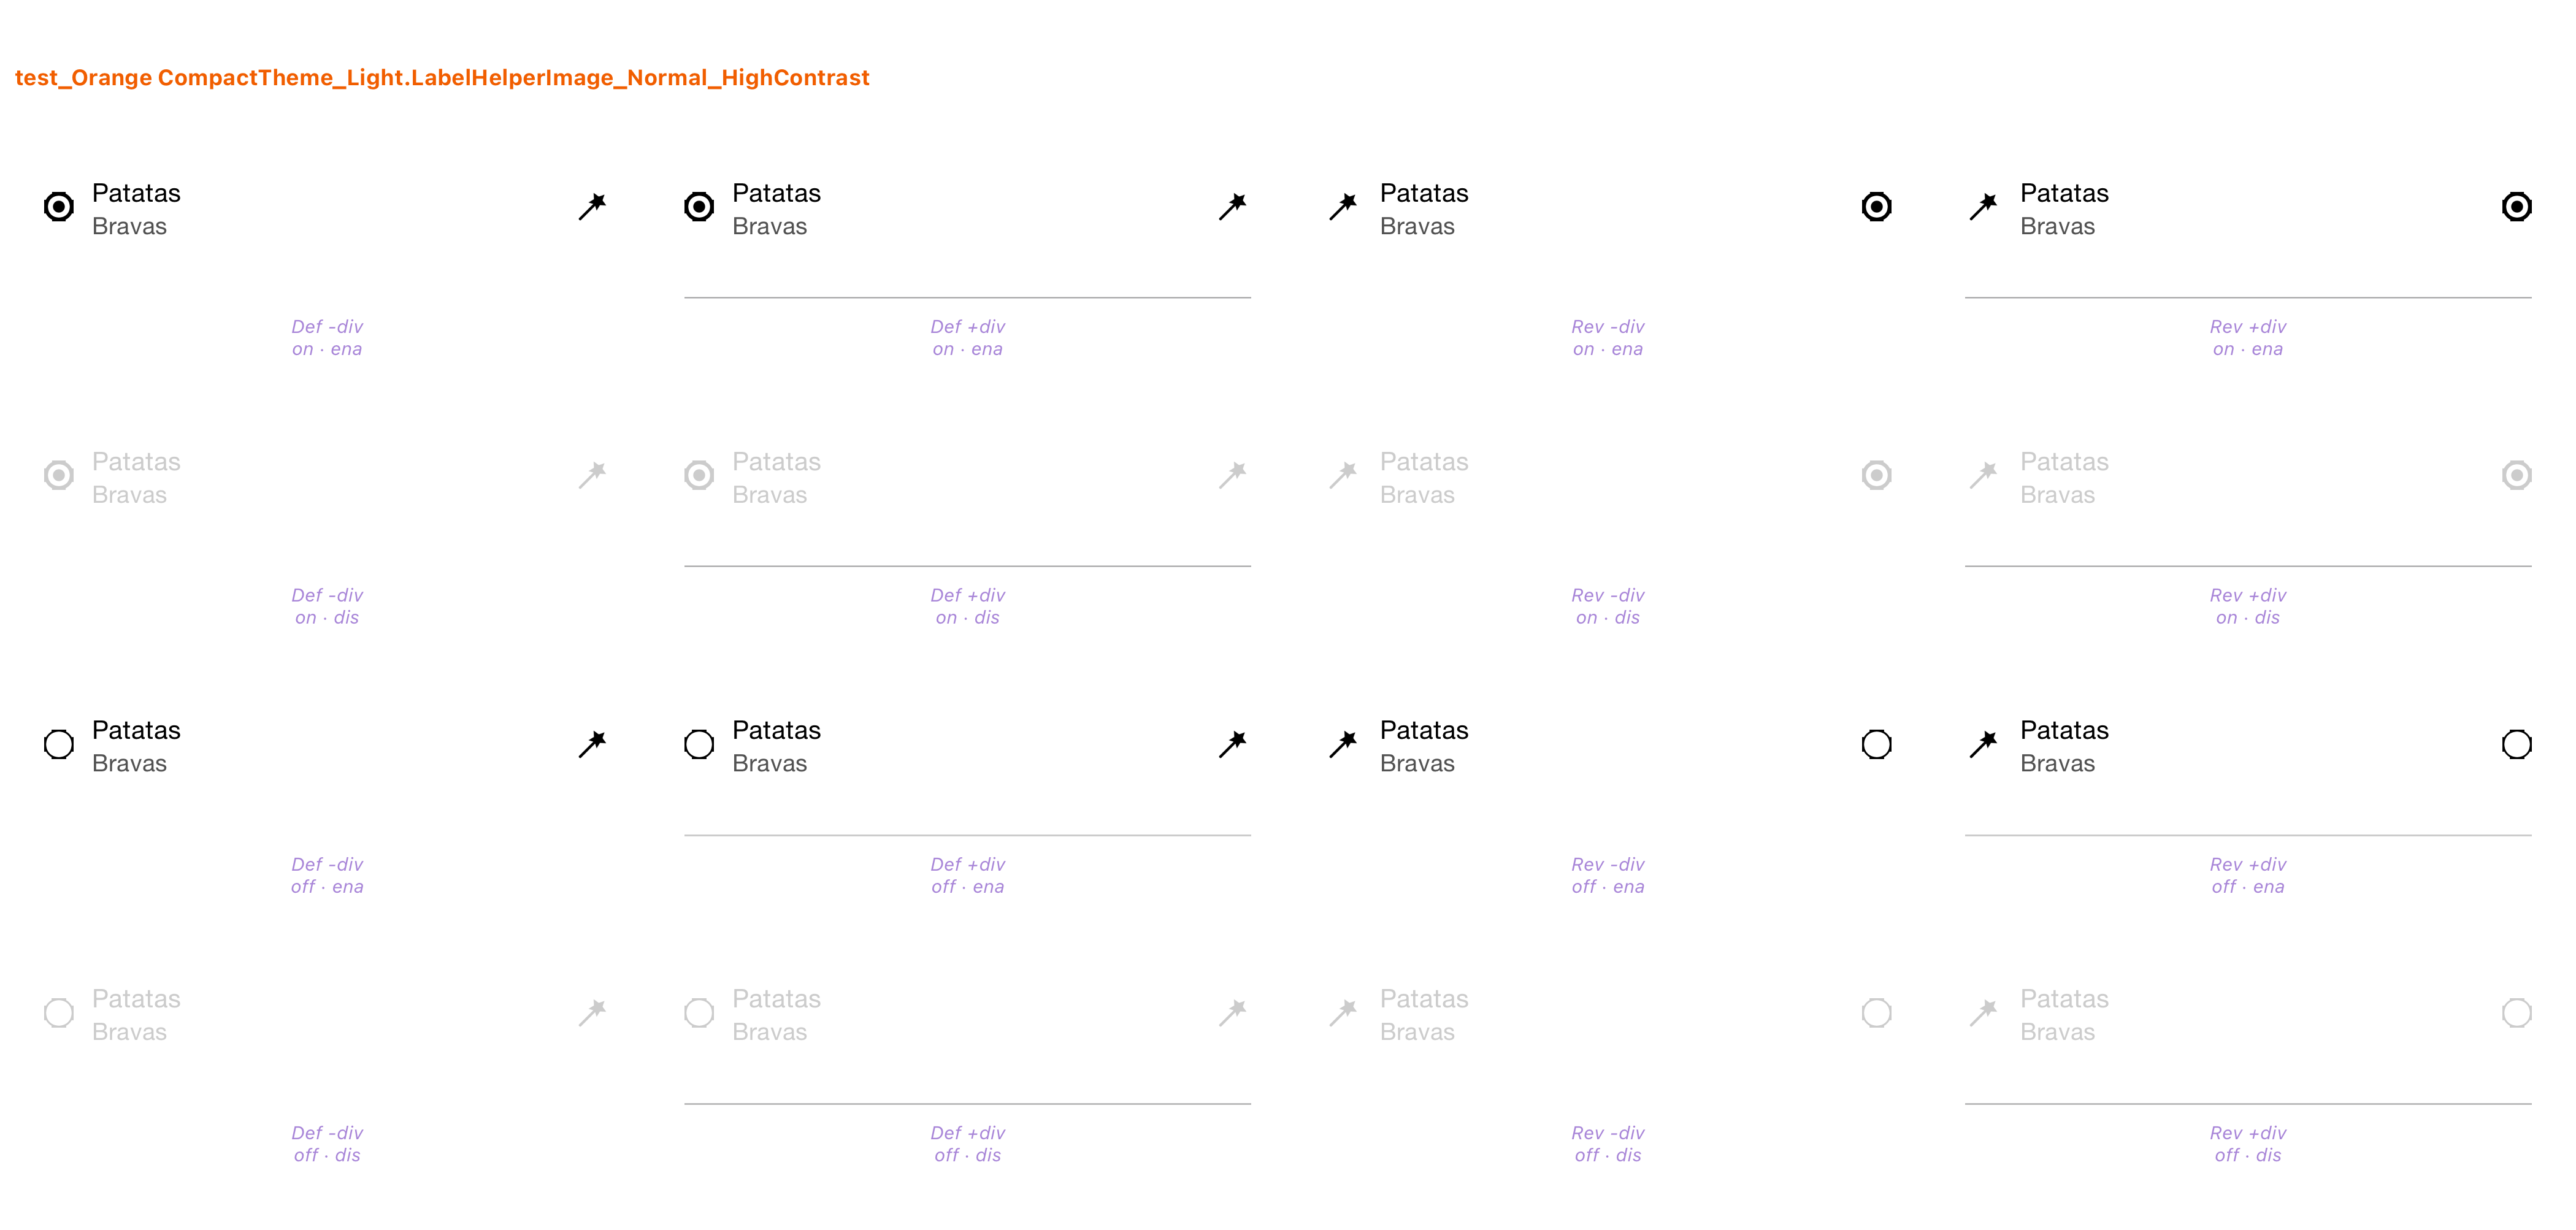 test_Orange CompactTheme_Light.LabelHelperImage_Normal_HighContrast
Patatas
Bravas
Def -div
on · ena
Patatas
Bravas
Def +div
on · ena
Patatas
Bravas
Rev -div
on · ena
Patatas
Bravas
Rev +div
on · ena
Patatas
Bravas
Def -div
on · dis
Patatas
Bravas
Def +div
on · dis
Patatas
Bravas
Rev -div
on · dis
Patatas
Bravas
Rev +div
on · dis
Patatas
Bravas
Def -div
off · ena
Patatas
Bravas
Def +div
off · ena
Patatas
Bravas
Rev -div
off · ena
Patatas
Bravas
Rev +div
off · ena
Patatas
Bravas
Def -div
off · dis
Patatas
Bravas
Def +div
off · dis
Patatas
Bravas
Rev -div
off · dis
Patatas
Bravas
Rev +div
off · dis